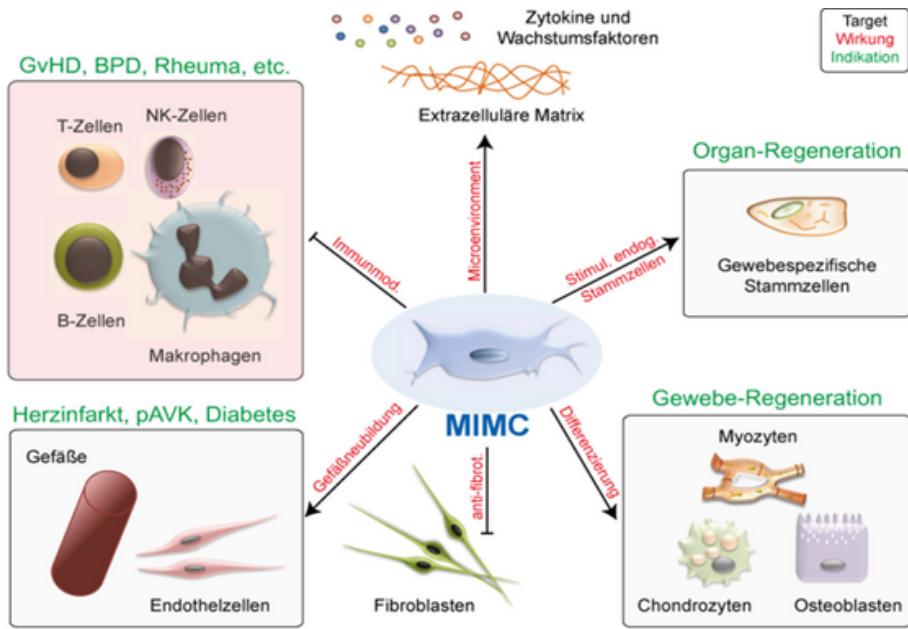 Zytokine und
Wachstumsfaktoren
Extrazelluläre Matrix
Target
Wirkung
Indikation
GvHD, BPD, Rheuma, etc.
T-Zellen
NK-Zellen
B-Zellen
Makrophagen
Immunmod.
Microenvironment
Stimul. endog.
Stammzellen
Organ-Regeneration
Gewebespezifische
Stammzellen
MIMC
Herzinfarkt, pAVK, Diabetes
Gefäße
Endothelzellen
Gefäßneubildung
anti-fibrot.
Fibroblasten
Differenzierung
Gewebe-Regeneration
Myozyten
Chondrozyten
Osteoblasten